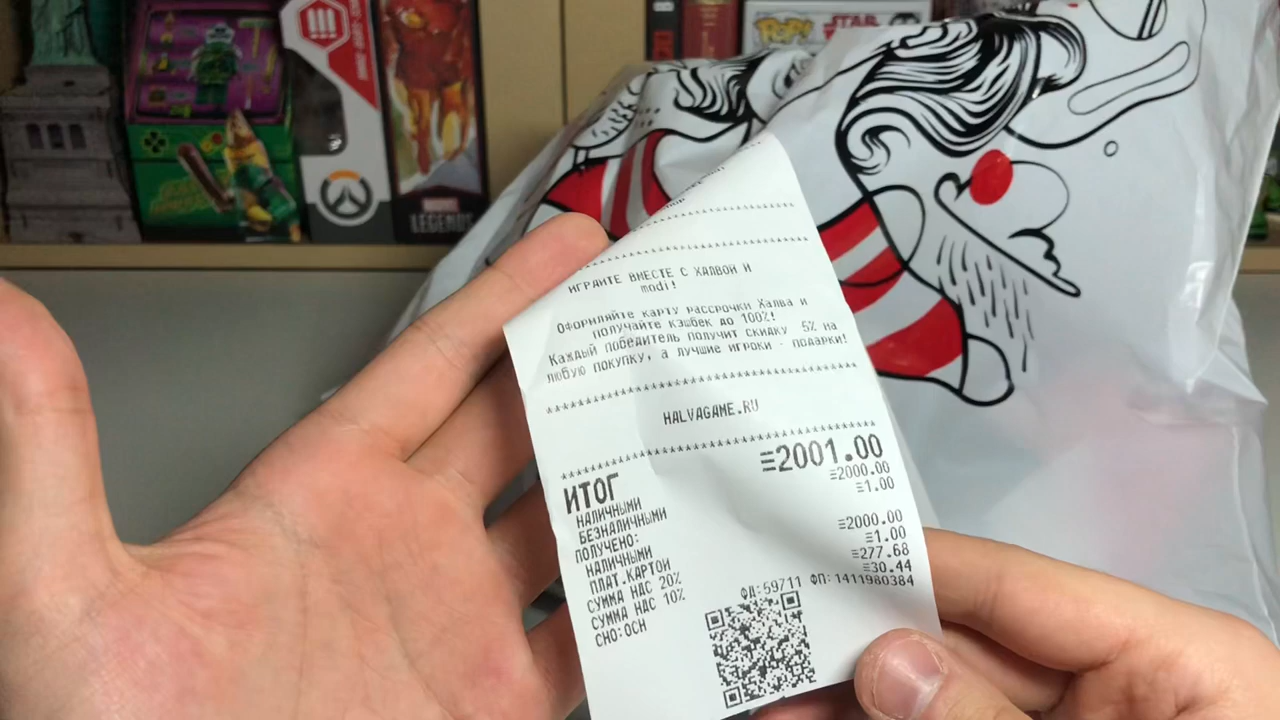 POP!
STAR
WARS
MARVEL
LEGENDS
ИГРАЙТЕ ВМЕСТЕ С ХАЛВОЙ И
modi!
Оформляйте карту рассрочки Халва и
получайте кэшбек до 100%!
Каждый победитель получит скидку 5% на
любую покупку, а лучшие игроки - подарки!
HALVAGAME.RU
ИТОГ ≡2001.00
НАЛИЧНЫМИ ≡2000.00
БЕЗНАЛИЧНЫМИ ≡1.00
ПОЛУЧЕНО:
НАЛИЧНЫМИ ≡2000.00
ПЛАТ.КАРТОЙ ≡1.00
СУММА НДС 20% ≡277.68
СУММА НДС 10% ≡30.44
СНО:ОСН ФД:59711 ФП:1411980384